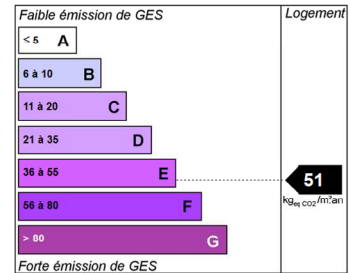 Faible émission de GES
Logement
< 5 A
6 à 10 B
11 à 20 C
21 à 35 D
36 à 55 E
51
kgeq CO2/m².an
56 à 80 F
> 80 G
Forte émission de GES